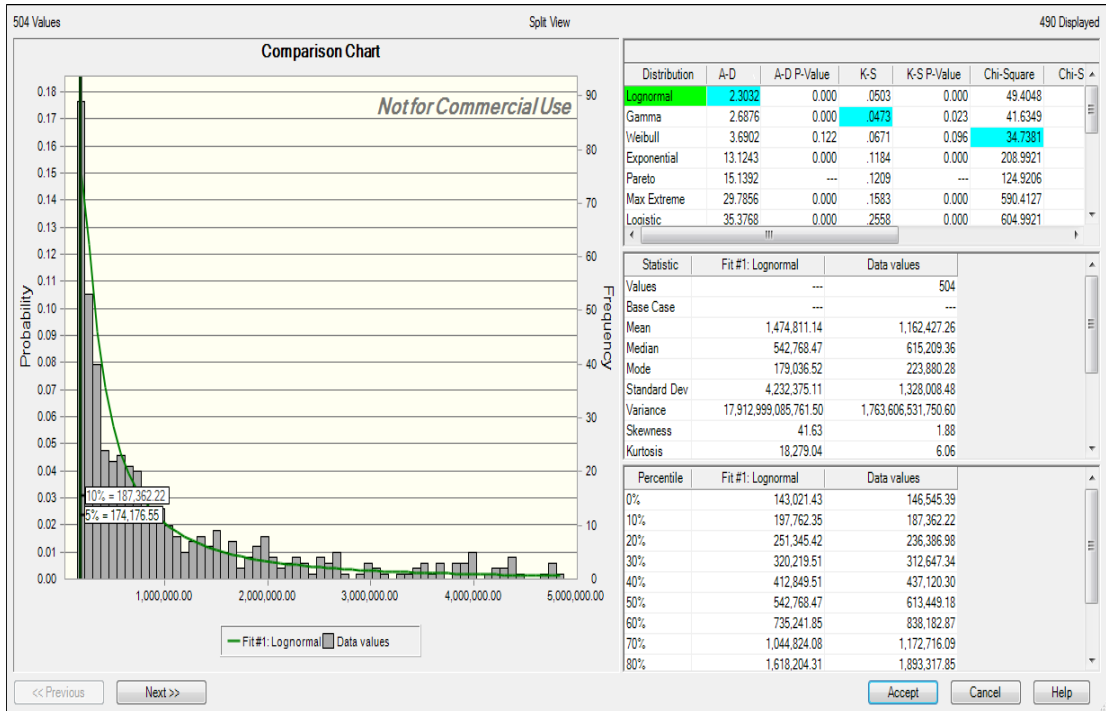 504 Values Split View 490 Displayed
Comparison Chart
Not for Commercial Use
Probability
0.18
0.17
0.16
0.15
0.14
0.13
0.12
0.11
0.10
0.09
0.08
0.07
0.06
0.05
0.04
0.03
0.02
0.01
0.00
10% = 187,362.22
5% = 174,176.55
90
80
70
60
50
40
30
20
10
0
Frequency
1,000,000.00 2,000,000.00 3,000,000.00 4,000,000.00 5,000,000.00
Fit #1: Lognormal Data values
Distribution A-D A-D P-Value K-S K-S P-Value Chi-Square Chi-S
Lognormal 2.3032 0.000 .0503 0.000 49.4048
Gamma 2.6876 0.000 .0473 0.023 41.6349
Weibull 3.6902 0.122 .0671 0.096 34.7381
Exponential 13.1243 0.000 .1184 0.000 208.9921
Pareto 15.1392 --- .1209 --- 124.9206
Max Extreme 29.7856 0.000 .1583 0.000 590.4127
Logistic 35.3768 0.000 .2558 0.000 604.9921
Statistic Fit #1: Lognormal Data values
Values --- 504
Base Case --- ---
Mean 1,474,811.14 1,162,427.26
Median 542,768.47 615,209.36
Mode 179,036.52 223,880.28
Standard Dev 4,232,375.11 1,328,008.48
Variance 17,912,999,085,761.50 1,763,606,531,750.60
Skewness 41.63 1.88
Kurtosis 18,279.04 6.06
Percentile Fit #1: Lognormal Data values
0% 143,021.43 146,545.39
10% 197,762.35 187,362.22
20% 251,345.42 236,386.98
30% 320,219.51 312,647.34
40% 412,849.51 437,120.30
50% 542,768.47 613,449.18
60% 735,241.85 838,182.87
70% 1,044,824.08 1,172,716.09
80% 1,618,204.31 1,893,317.85
<< Previous Next >> Accept Cancel Help